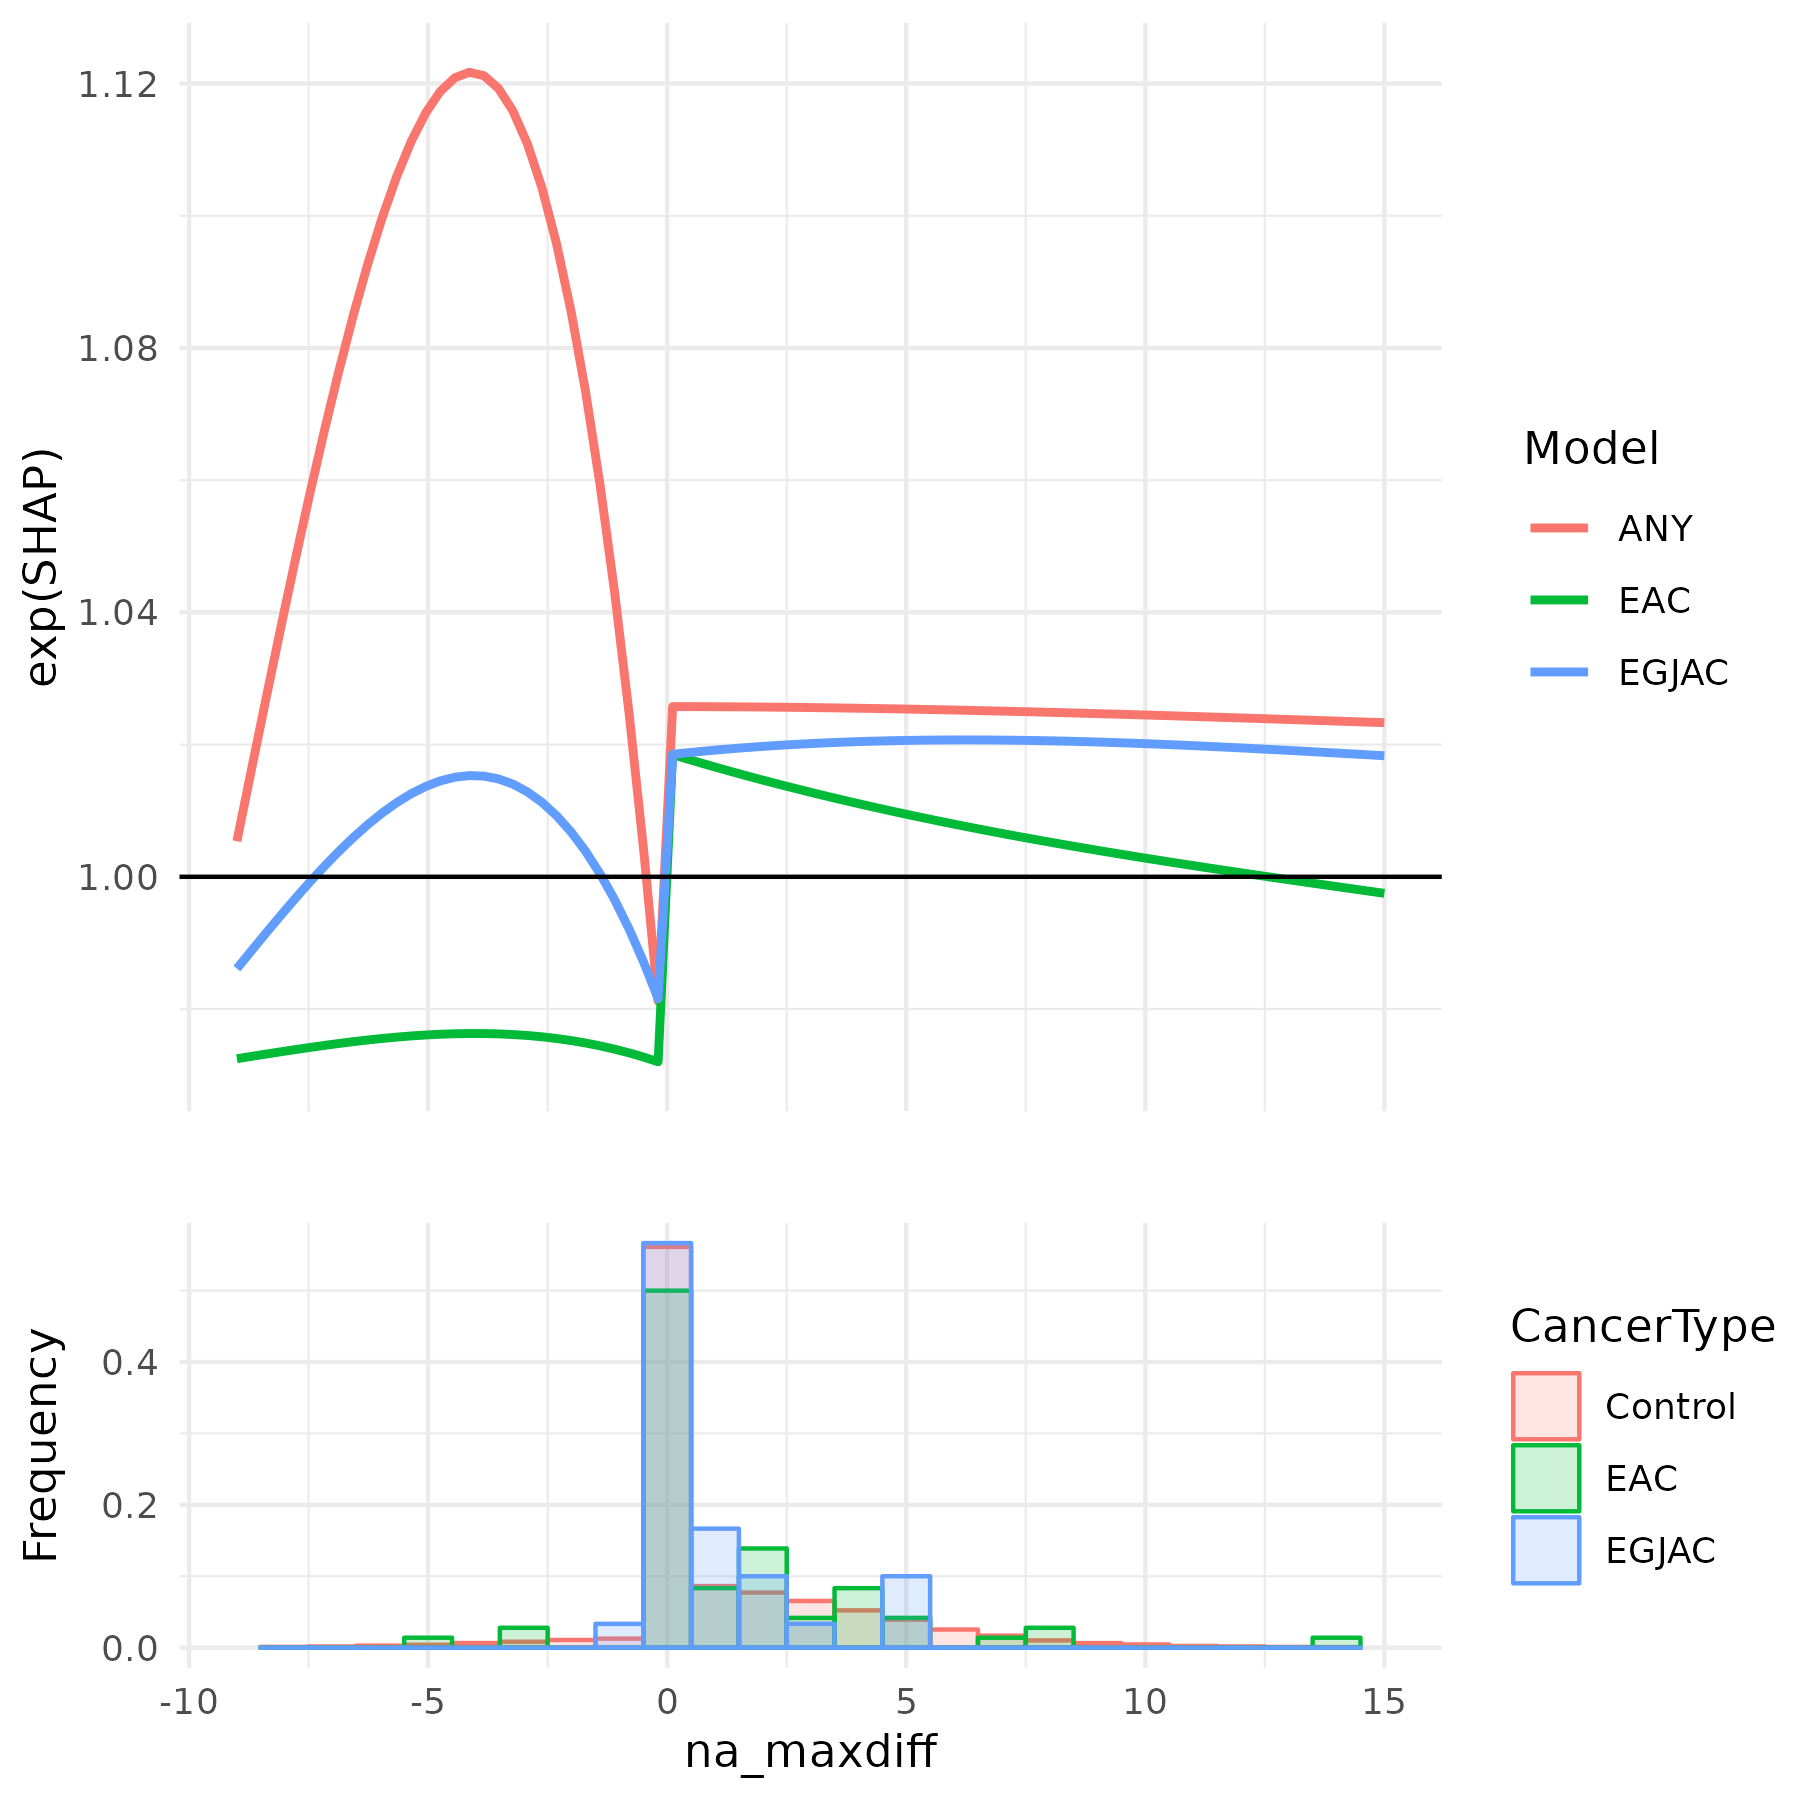 1.12
1.08
1.04
1.00
exp(SHAP)
Model
ANY
EAC
EGJAC
0.4
0.2
0.0
Frequency
-10 -5 0 5 10 15
na_maxdiff
CancerType
Control
EAC
EGJAC